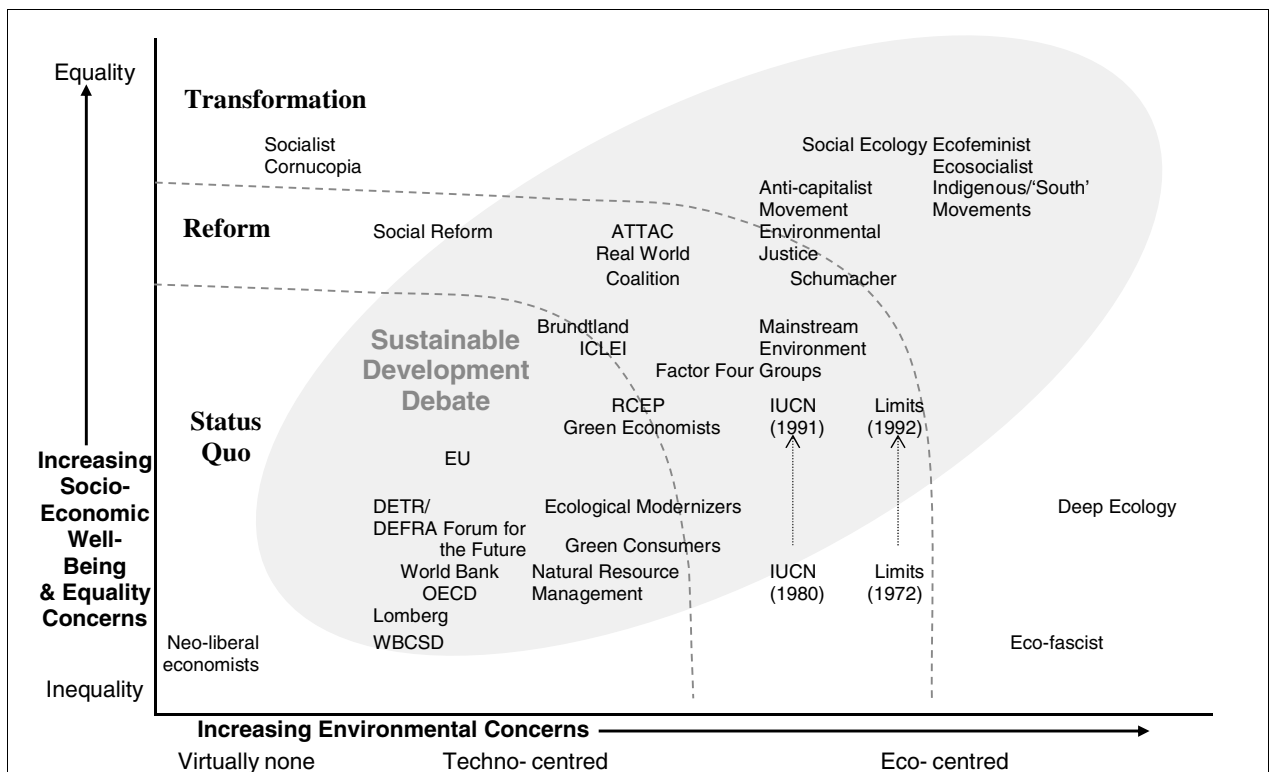 Equality
Transformation
Socialist
Cornucopia
Social Ecology Ecofeminist
Ecosocialist
Indigenous/‘South’
Movements
Anti-capitalist
Movement
Environmental
Justice
Reform
Social Reform
ATTAC
Real World
Coalition
Schumacher
Sustainable
Development
Debate
Brundtland
ICLEI
Mainstream
Environment
Factor Four Groups
Status
Quo
RCEP
Green Economists
IUCN
(1991)
Limits
(1992)
EU
Increasing
Socio-
Economic
Well-
Being
& Equality
Concerns
DETR/
DEFRA Forum for
the Future
Ecological Modernizers
Green Consumers
Deep Ecology
World Bank
OECD
Natural Resource
Management
IUCN
(1980)
Limits
(1972)
Lomberg
WBCSD
Neo-liberal
economists
Eco-fascist
Inequality
Increasing Environmental Concerns
Virtually none
Techno- centred
Eco- centred